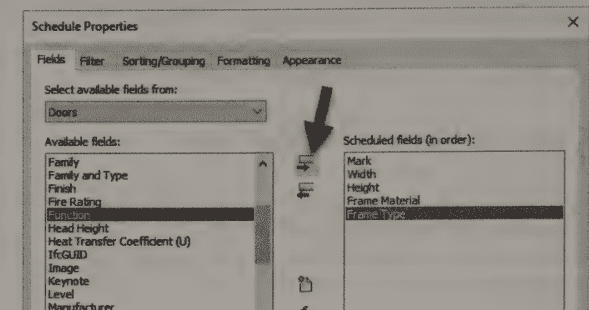 Schedule Properties
Fields Filter Sorting/Grouping Formatting Appearance
Select available fields from:
Doors
Available fields:
Family
Family and Type
Finish
Fire Rating
Function
Head Height
Heat Transfer Coefficient (U)
IfcGUID
Image
Keynote
Level
Manufacturer
Scheduled fields (in order):
Mark
Width
Height
Frame Material
Frame Type